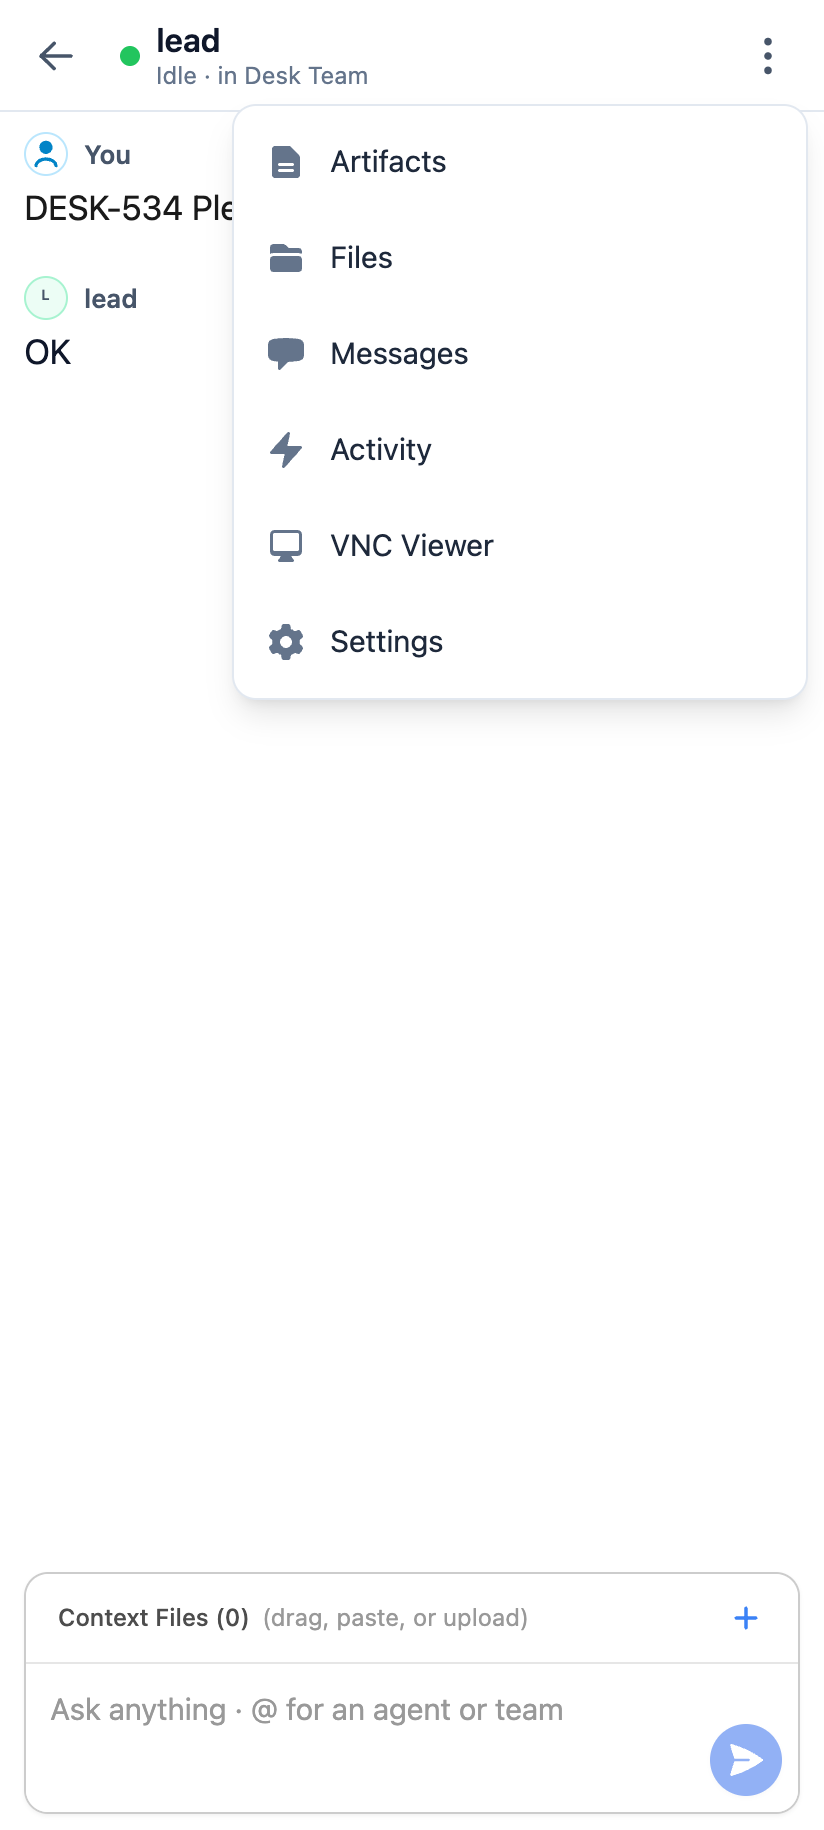 lead
Idle · in Desk Team
You
DESK-534 Ple
L
lead
OK
Artifacts
Files
Messages
Activity
VNC Viewer
Settings
Context Files (0) (drag, paste, or upload)
Ask anything · @ for an agent or team